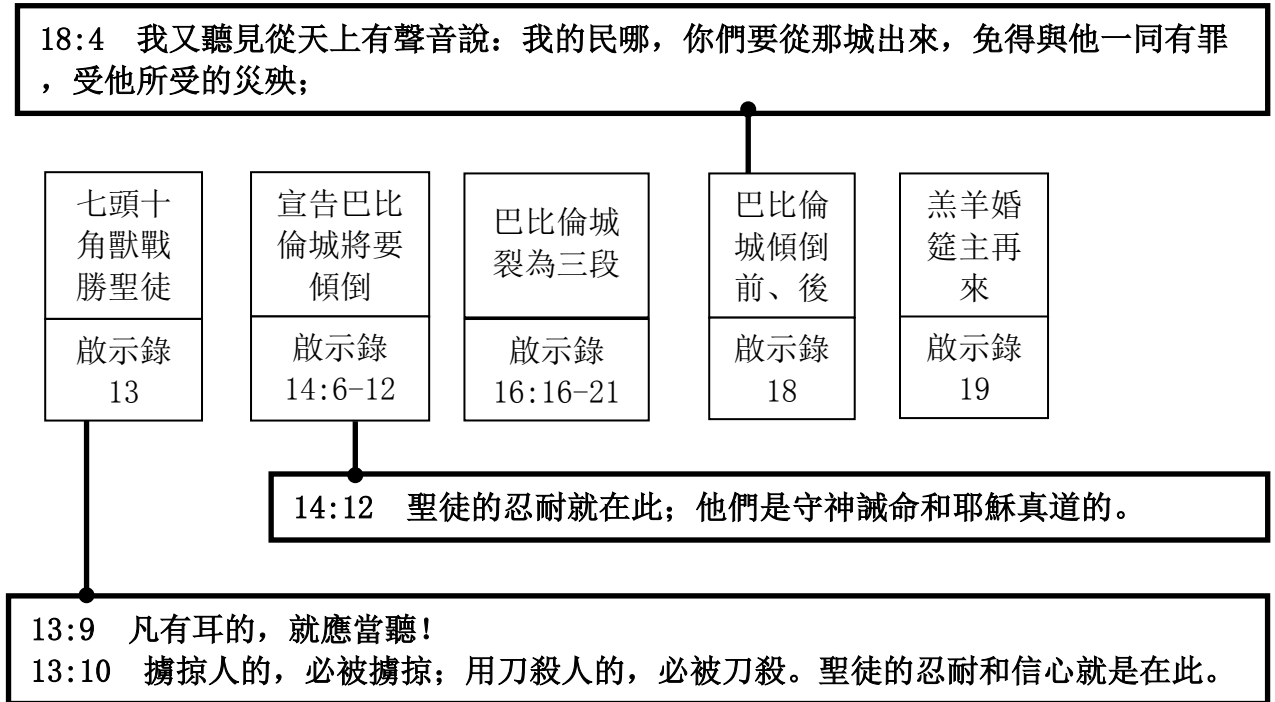 18:4 我又聽見從天上有聲音說：我的民哪，你們要從那城出來，免得與他一同有罪
，受他所受的災殃；
七頭十
角獸戰
勝聖徒
啟示錄
13
宣告巴比
倫城將要
傾倒
啟示錄
14:6-12
巴比倫城
裂為三段
啟示錄
16:16-21
巴比倫
城傾倒
前、後
啟示錄
18
羔羊婚
筵主再
來
啟示錄
19
14:12 聖徒的忍耐就在此；他們是守神誡命和耶穌真道的。
13:9 凡有耳的，就應當聽！
13:10 擄掠人的，必被擄掠；用刀殺人的，必被刀殺。聖徒的忍耐和信心就是在此。